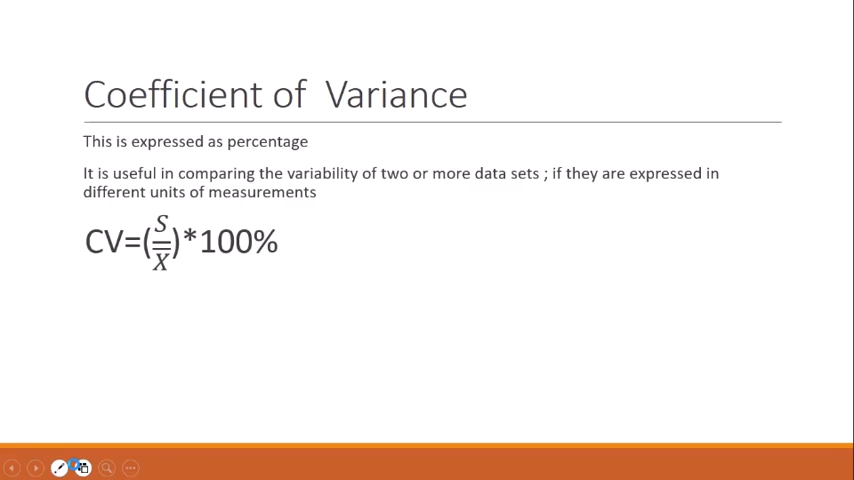 Coefficient of  Variance
This is expressed as percentage
It is useful in comparing the variability of two or more data sets ; if they are expressed in
different units of measurements
CV=(S/X̅)*100%